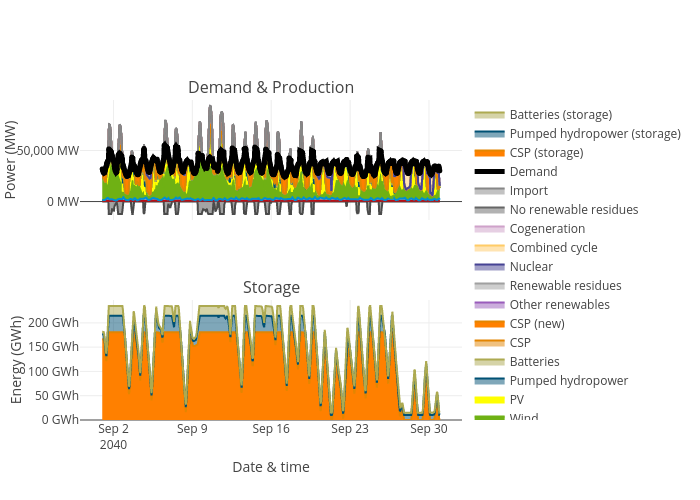 Demand & Production
Power (MW)
50,000 MW
0 MW
Storage
Energy (GWh)
200 GWh
150 GWh
100 GWh
50 GWh
0 GWh
Sep 2
2040
Sep 9
Sep 16
Sep 23
Sep 30
Date & time
Batteries (storage)
Pumped hydropower (storage)
CSP (storage)
Demand
Import
No renewable residues
Cogeneration
Combined cycle
Nuclear
Renewable residues
Other renewables
CSP (new)
CSP
Batteries
Pumped hydropower
PV
Wind